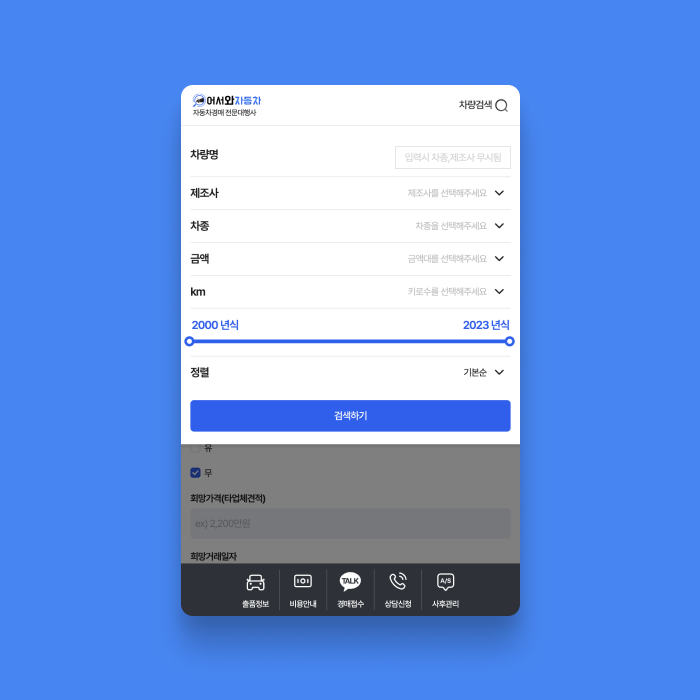 어서와자동차
자동차경매 전문대행사
차량검색
차량명
입력시 차종,제조사 무시됨
제조사
제조사를 선택해주세요
차종
차종을 선택해주세요
금액
금액대를 선택해주세요
km
키로수를 선택해주세요
2000 년식
2023 년식
정렬
기본순
검색하기
유
무
희망가격(타업체견적)
ex) 2,200만원
희망거래일자
TALK
A/S
출품정보
비용안내
경매접수
상담신청
사후관리